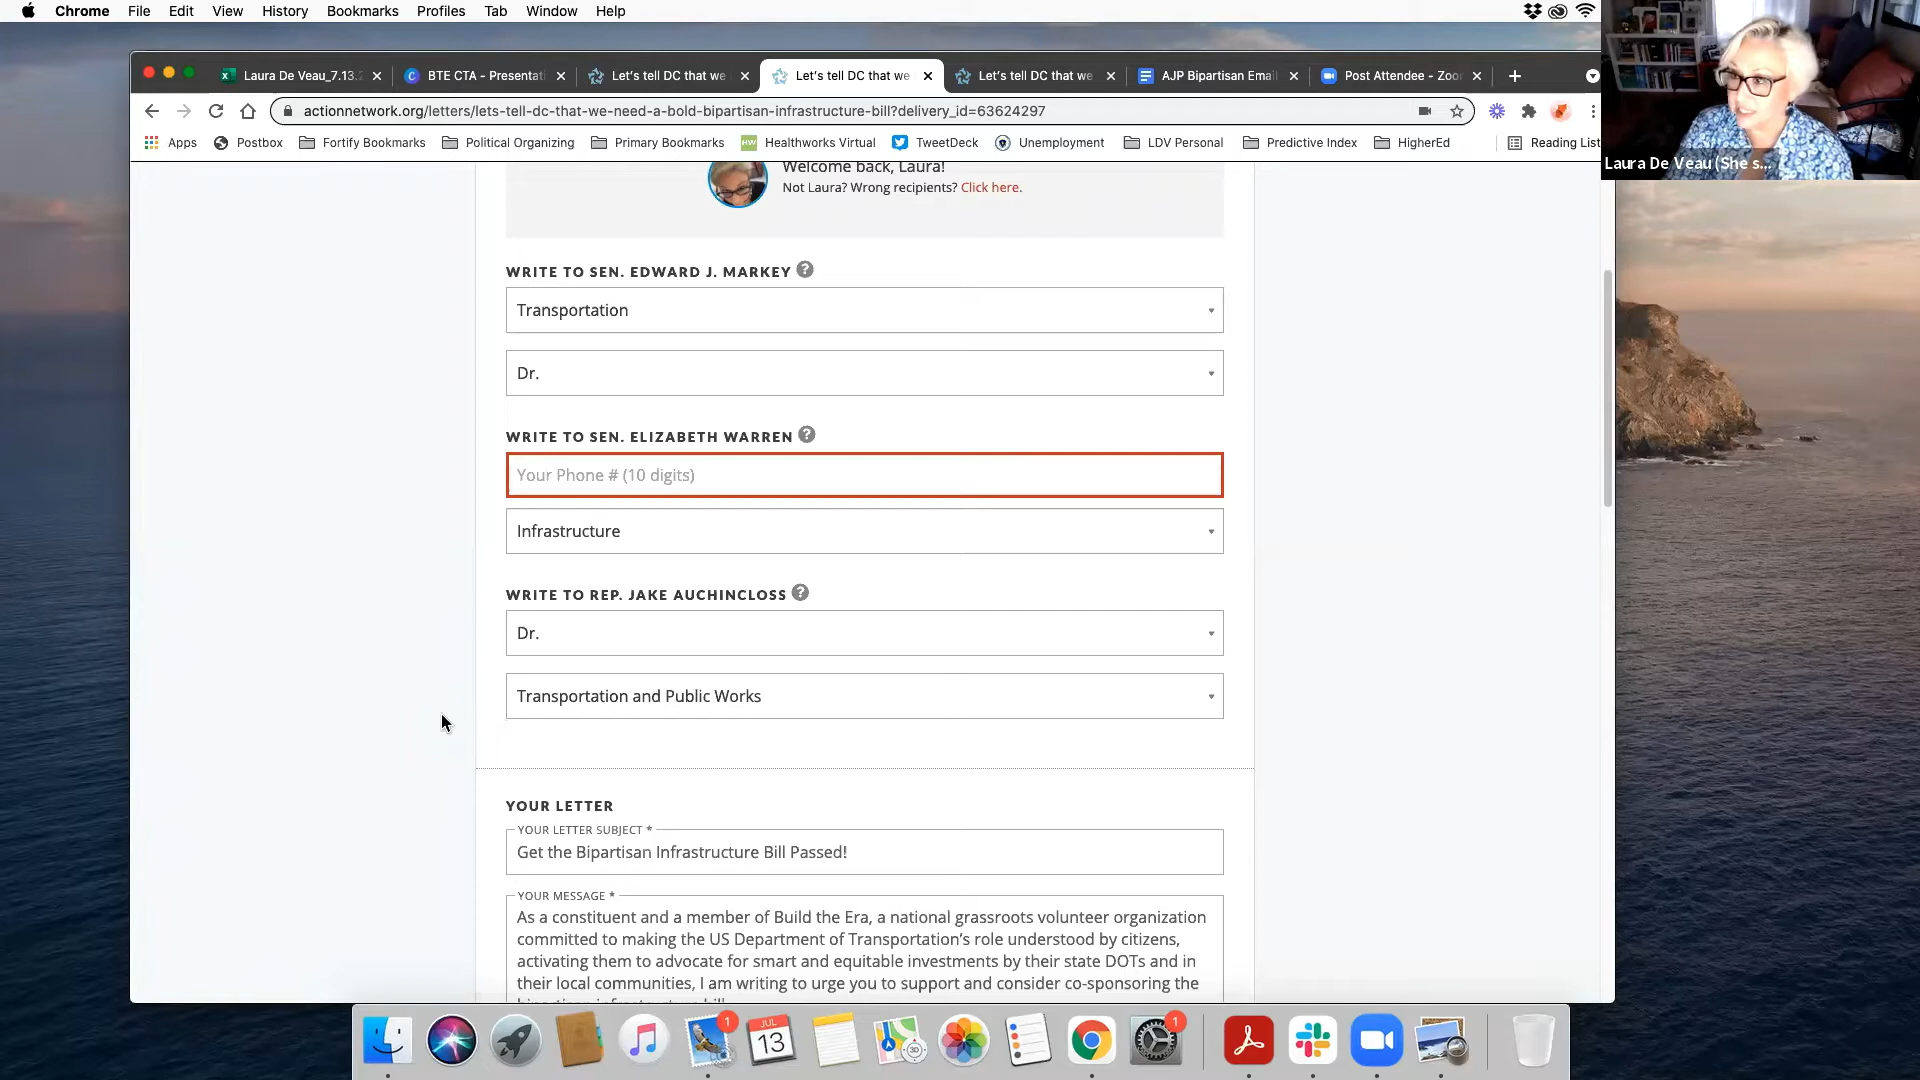 Chrome File Edit View History Bookmarks Profiles Tab Window Help
Laura De Veau_7.13.2
BTE CTA - Presentati
Let's tell DC that we
Let's tell DC that we
Let's tell DC that we
AJP Bipartisan Email
Post Attendee - Zoo
actionnetwork.org/letters/lets-tell-dc-that-we-need-a-bold-bipartisan-infrastructure-bill?delivery_id=63624297
Apps Postbox Fortify Bookmarks Political Organizing Primary Bookmarks Healthworks Virtual TweetDeck Unemployment LDV Personal Predictive Index HigherEd Reading List
HW
Laura De Veau (She s...
Welcome back, Laura!
Not Laura? Wrong recipients? Click here.
WRITE TO SEN. EDWARD J. MARKEY ?
Transportation
Dr.
WRITE TO SEN. ELIZABETH WARREN ?
Your Phone # (10 digits)
Infrastructure
WRITE TO REP. JAKE AUCHINCLOSS ?
Dr.
Transportation and Public Works
YOUR LETTER
YOUR LETTER SUBJECT *
Get the Bipartisan Infrastructure Bill Passed!
YOUR MESSAGE *
As a constituent and a member of Build the Era, a national grassroots volunteer organization
committed to making the US Department of Transportation's role understood by citizens,
activating them to advocate for smart and equitable investments by their state DOTs and in
their local communities, I am writing to urge you to support and consider co-sponsoring the
bipartisan infrastructure bill
1
JUL
13
3D
1